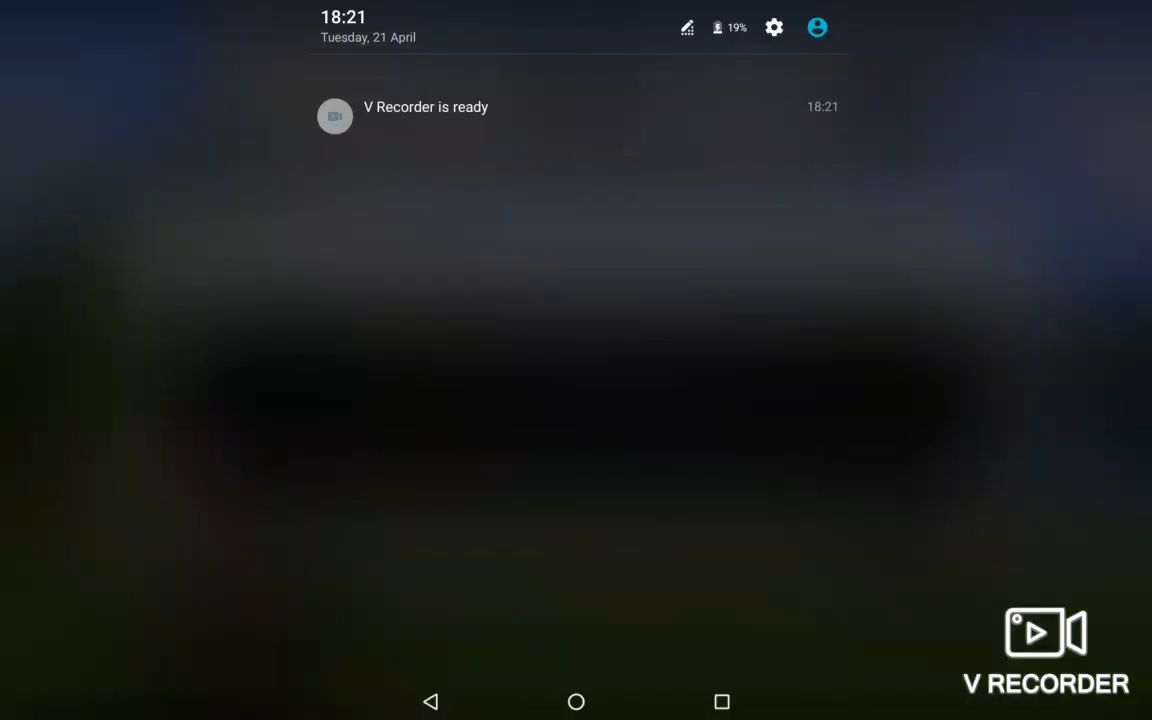 18:21
Tuesday, 21 April
19%
V Recorder is ready
18:21
V RECORDER